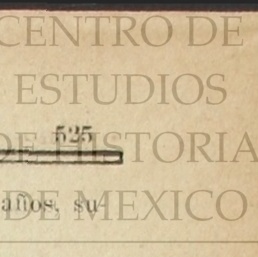 CENTRO DE
ESTUDIOS
525
DE HISTORIA
años, su-
DE MEXICO